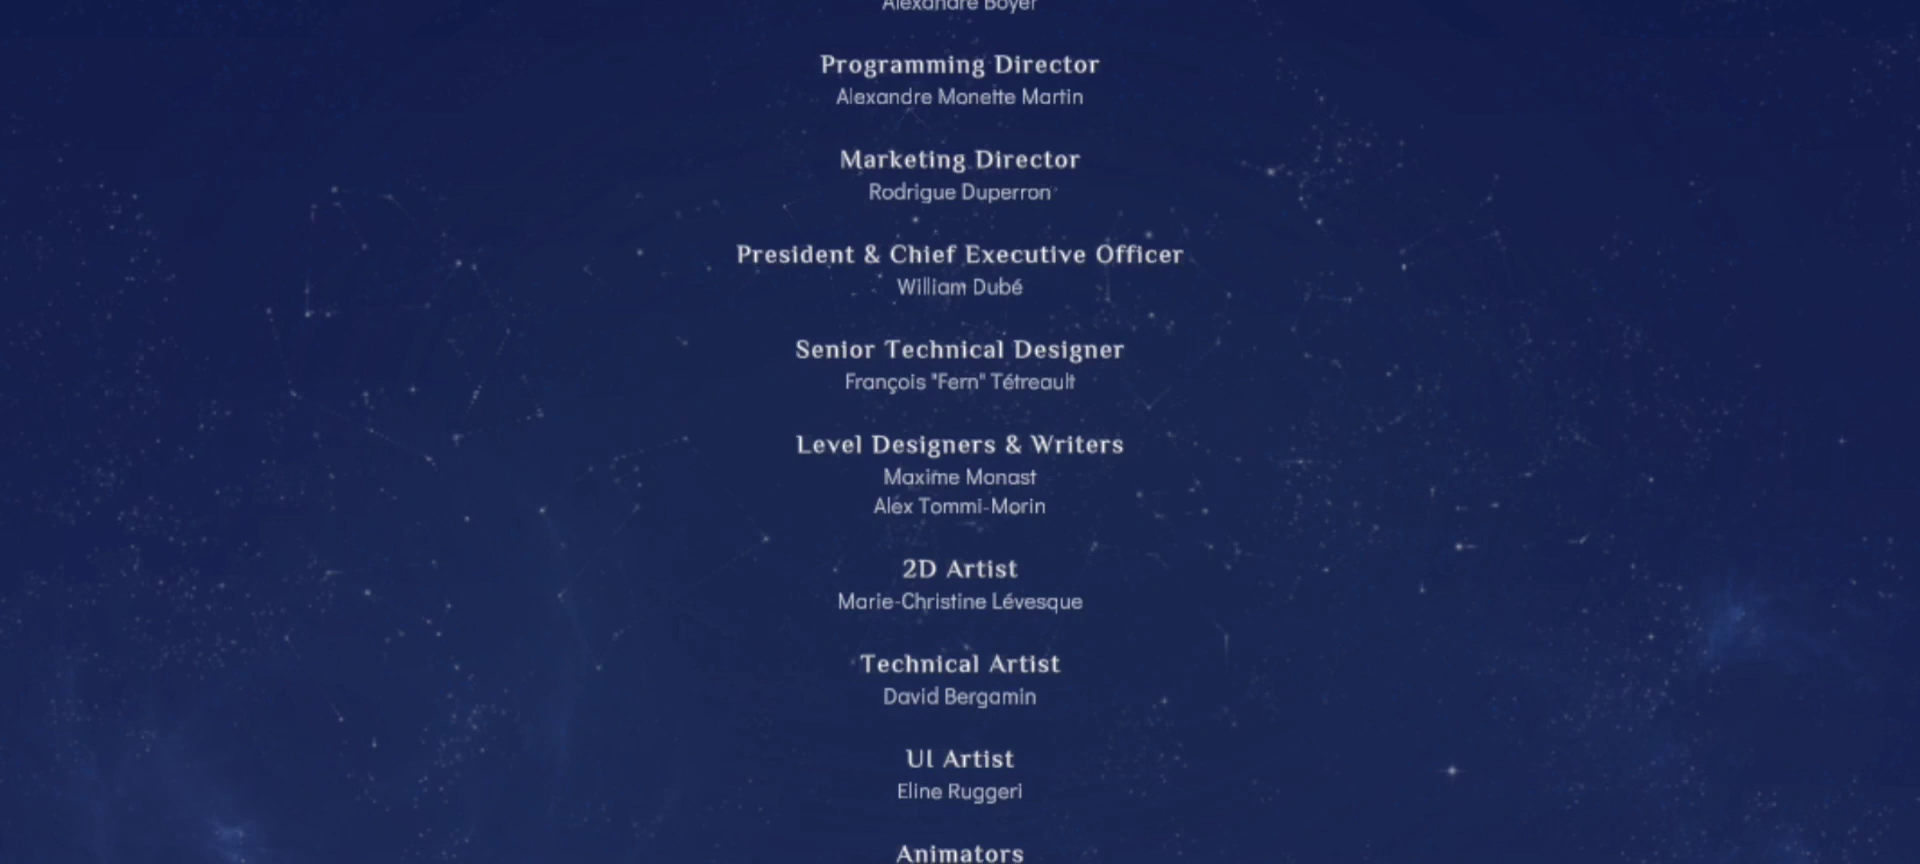 Alexandre Boyer
Programming Director
Alexandre Monette Martin
Marketing Director
Rodrigue Duperron
President & Chief Executive Officer
William Dubé
Senior Technical Designer
François "Fern" Tétreault
Level Designers & Writers
Maxime Monast
Alex Tommi-Morin
2D Artist
Marie-Christine Lévesque
Technical Artist
David Bergamin
UI Artist
Eline Ruggeri
Animators